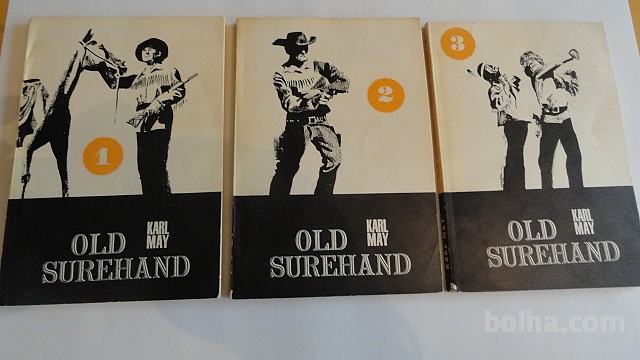 1
KARL
MAY
OLD
SUREHAND
2
KARL
MAY
OLD
SUREHAND
3
KARL
MAY
OLD
SUREHAND
bolha.com